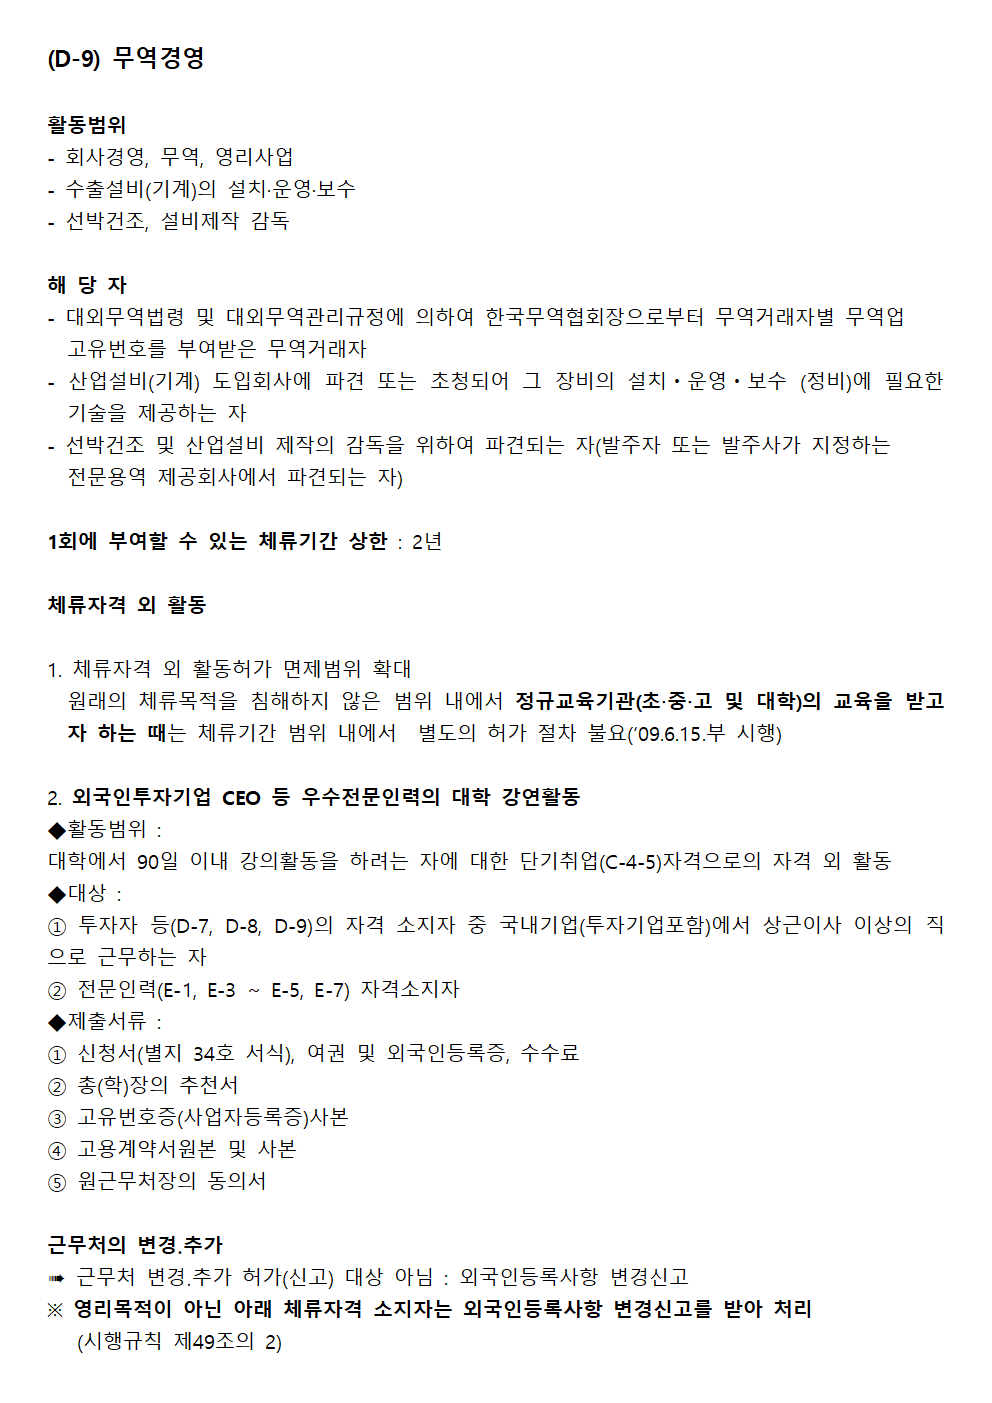 (D-9) 무역경영
활동범위
- 회사경영, 무역, 영리사업
- 수출설비(기계)의 설치·운영·보수
- 선박건조, 설비제작 감독
해 당 자
- 대외무역법령 및 대외무역관리규정에 의하여 한국무역협회장으로부터 무역거래자별 무역업
고유번호를 부여받은 무역거래자
- 산업설비(기계) 도입회사에 파견 또는 초청되어 그 장비의 설치・운영・보수 (정비)에 필요한
기술을 제공하는 자
- 선박건조 및 산업설비 제작의 감독을 위하여 파견되는 자(발주자 또는 발주사가 지정하는
전문용역 제공회사에서 파견되는 자)
1회에 부여할 수 있는 체류기간 상한 : 2년
체류자격 외 활동
1. 체류자격 외 활동허가 면제범위 확대
원래의 체류목적을 침해하지 않은 범위 내에서 정규교육기관(초·중·고 및 대학)의 교육을 받고
자 하는 때는 체류기간 범위 내에서 별도의 허가 절차 불요('09.6.15.부 시행)
2. 외국인투자기업 CEO 등 우수전문인력의 대학 강연활동
◆활동범위 :
대학에서 90일 이내 강의활동을 하려는 자에 대한 단기취업(C-4-5)자격으로의 자격 외 활동
◆대상 :
① 투자자 등(D-7, D-8, D-9)의 자격 소지자 중 국내기업(투자기업포함)에서 상근이사 이상의 직
으로 근무하는 자
② 전문인력(E-1, E-3 ~ E-5, E-7) 자격소지자
◆제출서류 :
① 신청서(별지 34호 서식), 여권 및 외국인등록증, 수수료
② 총(학)장의 추천서
③ 고유번호증(사업자등록증)사본
④ 고용계약서원본 및 사본
⑤ 원근무처장의 동의서
근무처의 변경.추가
➠ 근무처 변경.추가 허가(신고) 대상 아님 : 외국인등록사항 변경신고
※ 영리목적이 아닌 아래 체류자격 소지자는 외국인등록사항 변경신고를 받아 처리
(시행규칙 제49조의 2)